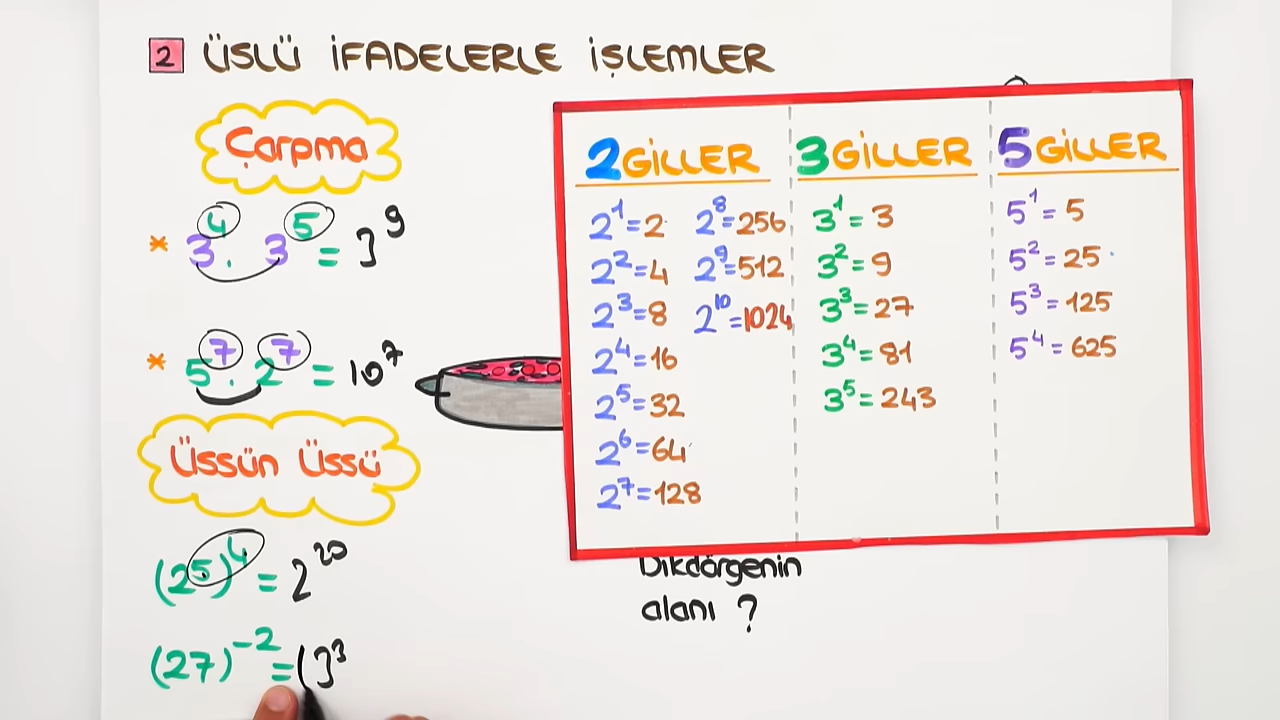 2 ÜSLÜ İFADELERLE İŞLEMLER
Çarpma
* 3⁴ . 3⁵ = 3⁹
* 5⁷ . 2⁷ = 10⁷
Üssün Üssü
(2⁵)⁴ = 2²⁰
(27)⁻² = (3³
2GİLLER
2¹=2
2²=4
2³=8
2⁴=16
2⁵=32
2⁶=64
2⁷=128
2⁸=256
2⁹=512
2¹⁰=1024
3GİLLER
3¹=3
3²=9
3³=27
3⁴=81
3⁵=243
5GİLLER
5¹=5
5²=25
5³=125
5⁴=625
Dikdörgenin
alanı ?